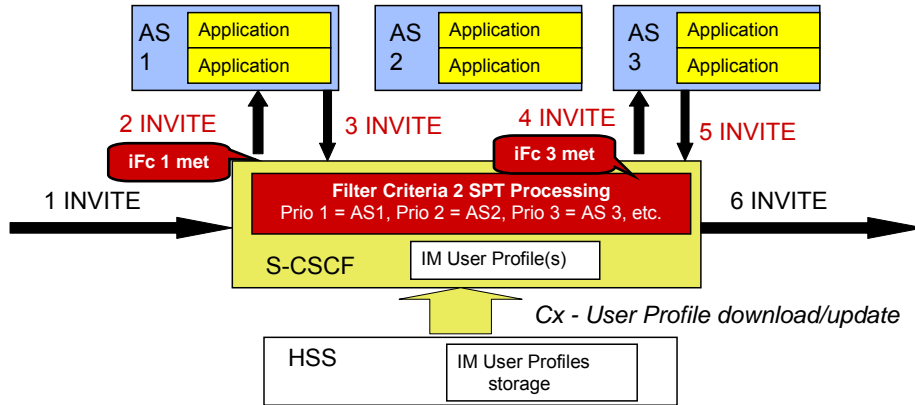 AS 1
Application
Application
AS 2
Application
Application
AS 3
Application
Application
2 INVITE
3 INVITE
4 INVITE
5 INVITE
iFc 1 met
iFc 3 met
1 INVITE
Filter Criteria 2 SPT Processing
Prio 1 = AS1, Prio 2 = AS2, Prio 3 = AS 3, etc.
6 INVITE
S-CSCF
IM User Profile(s)
Cx - User Profile download/update
HSS
IM User Profiles
storage